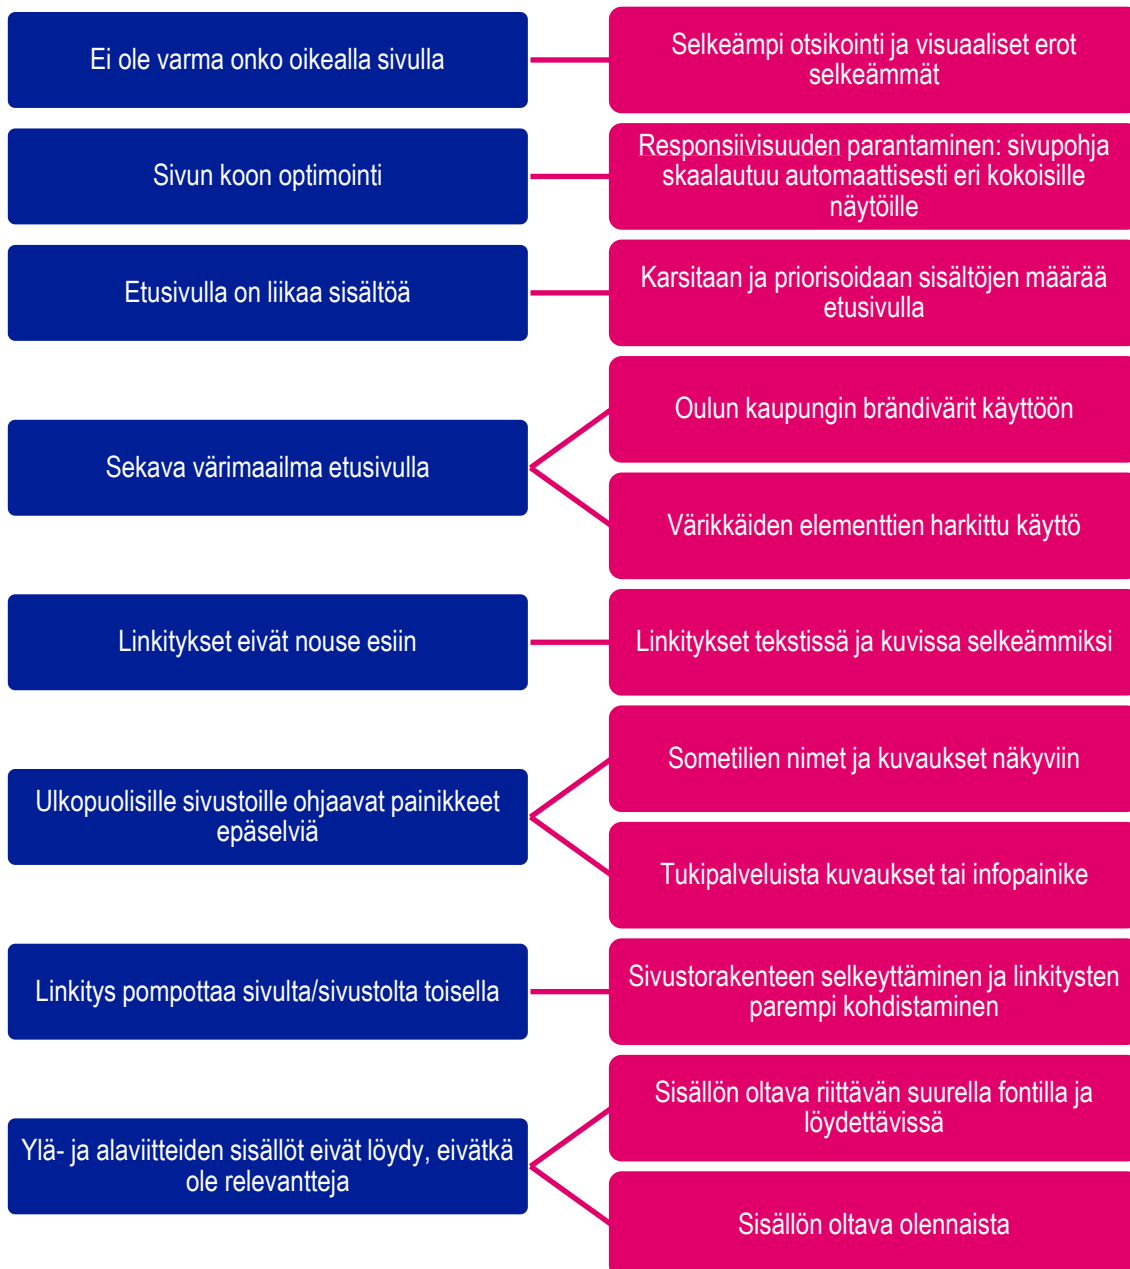 Ei ole varma onko oikealla sivulla
Selkeämpi otsikointi ja visuaaliset erot
selkeämmät
Sivun koon optimointi
Responsiivisuuden parantaminen: sivupohja
skaalautuu automaattisesti eri kokoisille
näytöille
Etusivulla on liikaa sisältöä
Karsitaan ja priorisoidaan sisältöjen määrää
etusivulla
Sekava värimaailma etusivulla
Oulun kaupungin brändivärit käyttöön
Värikkäiden elementtien harkittu käyttö
Linkitykset eivät nouse esiin
Linkitykset tekstissä ja kuvissa selkeämmiksi
Ulkopuolisille sivustoille ohjaavat painikkeet
epäselviä
Sometilien nimet ja kuvaukset näkyviin
Tukipalveluista kuvaukset tai infopainike
Linkitys pompottaa sivulta/sivustolta toisella
Sivustorakenteen selkeyttäminen ja linkitysten
parempi kohdistaminen
Ylä- ja alaviitteiden sisällöt eivät löydy, eivätkä
ole relevantteja
Sisällön oltava riittävän suurella fontilla ja
löydettävissä
Sisällön oltava olennaista